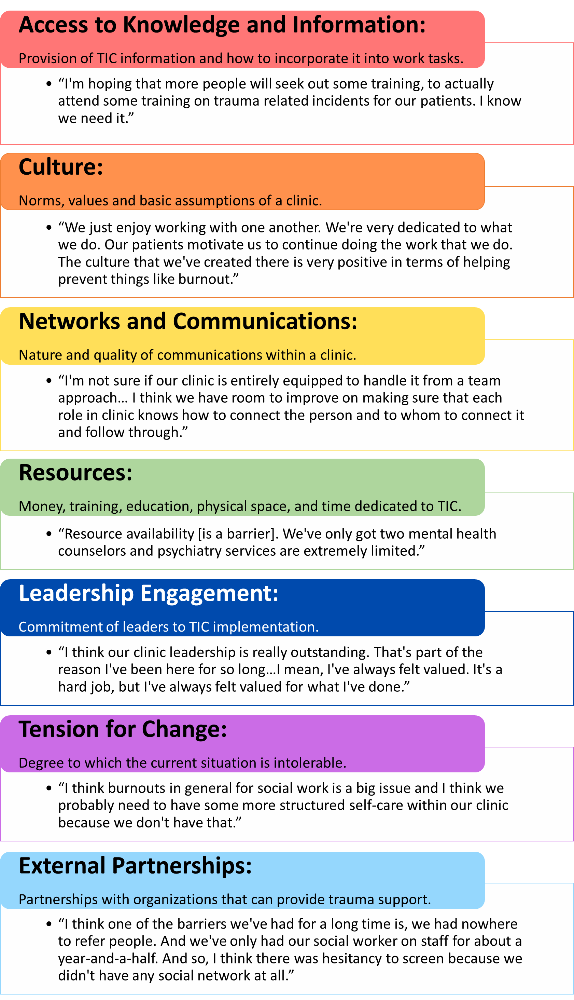 Access to Knowledge and Information:
Provision of TIC information and how to incorporate it into work tasks.
• “I'm hoping that more people will seek out some training, to actually
attend some training on trauma related incidents for our patients. I know
we need it.”
Culture:
Norms, values and basic assumptions of a clinic.
• “We just enjoy working with one another. We're very dedicated to what
we do. Our patients motivate us to continue doing the work that we do.
The culture that we've created there is very positive in terms of helping
prevent things like burnout.”
Networks and Communications:
Nature and quality of communications within a clinic.
• “I'm not sure if our clinic is entirely equipped to handle it from a team
approach... I think we have room to improve on making sure that each
role in clinic knows how to connect the person and to whom to connect it
and follow through.”
Resources:
Money, training, education, physical space, and time dedicated to TIC.
• “Resource availability [is a barrier]. We've only got two mental health
counselors and psychiatry services are extremely limited.”
Leadership Engagement:
Commitment of leaders to TIC implementation.
• “I think our clinic leadership is really outstanding. That's part of the
reason I've been here for so long...I mean, I've always felt valued. It's a
hard job, but I've always felt valued for what I've done.”
Tension for Change:
Degree to which the current situation is intolerable.
• “I think burnouts in general for social work is a big issue and I think we
probably need to have some more structured self-care within our clinic
because we don't have that.”
External Partnerships:
Partnerships with organizations that can provide trauma support.
• “I think one of the barriers we've had for a long time is, we had nowhere
to refer people. And we've only had our social worker on staff for about a
year-and-a-half. And so, I think there was hesitancy to screen because we
didn't have any social network at all.”